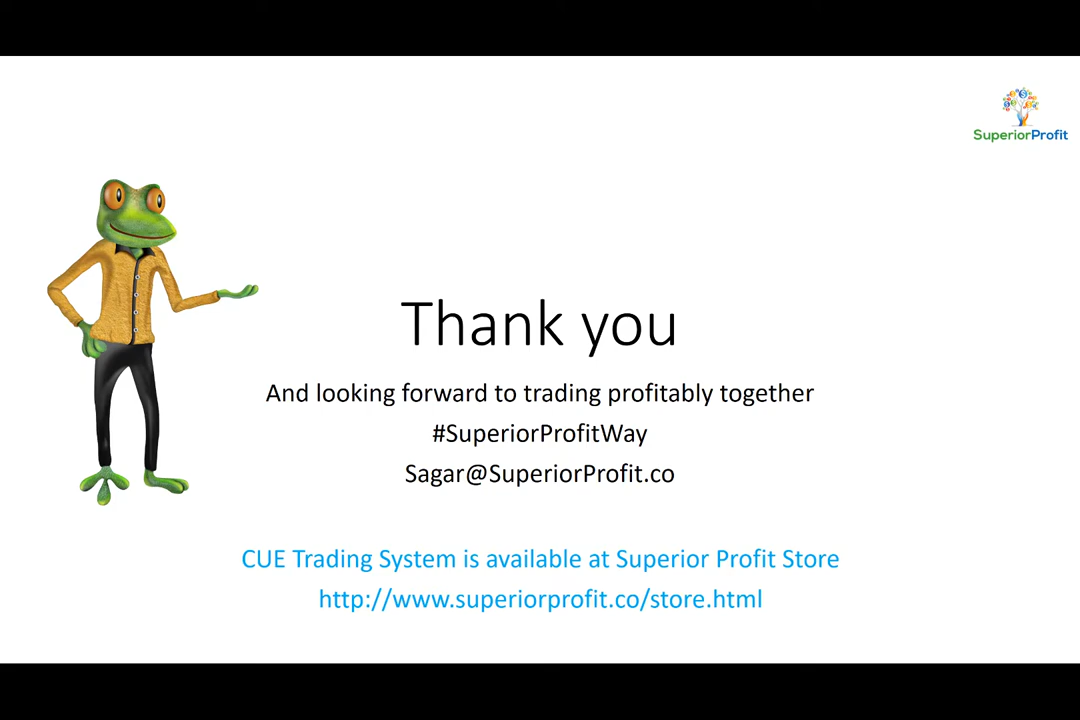 SuperiorProfit
Thank you
And looking forward to trading profitably together
#SuperiorProfitWay
Sagar@SuperiorProfit.co
CUE Trading System is available at Superior Profit Store
http://www.superiorprofit.co/store.html